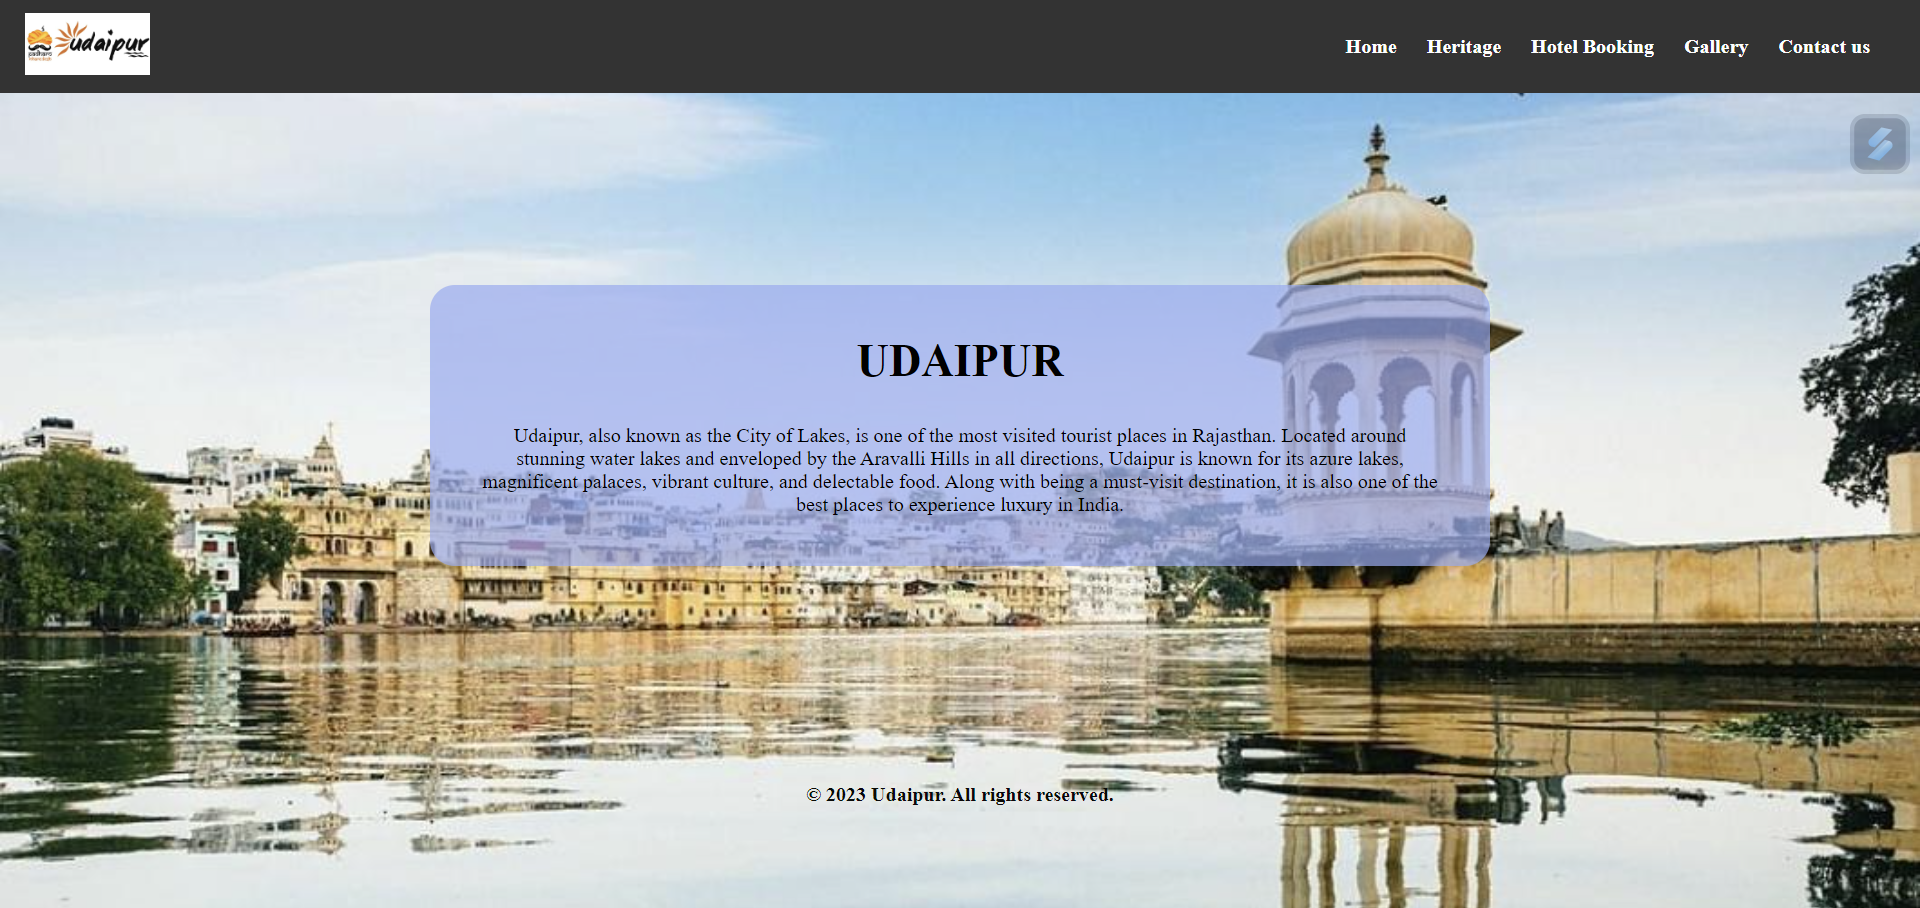 udaipur
Home Heritage Hotel Booking Gallery Contact us
UDAIPUR
Udaipur, also known as the City of Lakes, is one of the most visited tourist places in Rajasthan. Located around
stunning water lakes and enveloped by the Aravalli Hills in all directions, Udaipur is known for its azure lakes,
magnificent palaces, vibrant culture, and delectable food. Along with being a must-visit destination, it is also one of the
best places to experience luxury in India.
© 2023 Udaipur. All rights reserved.